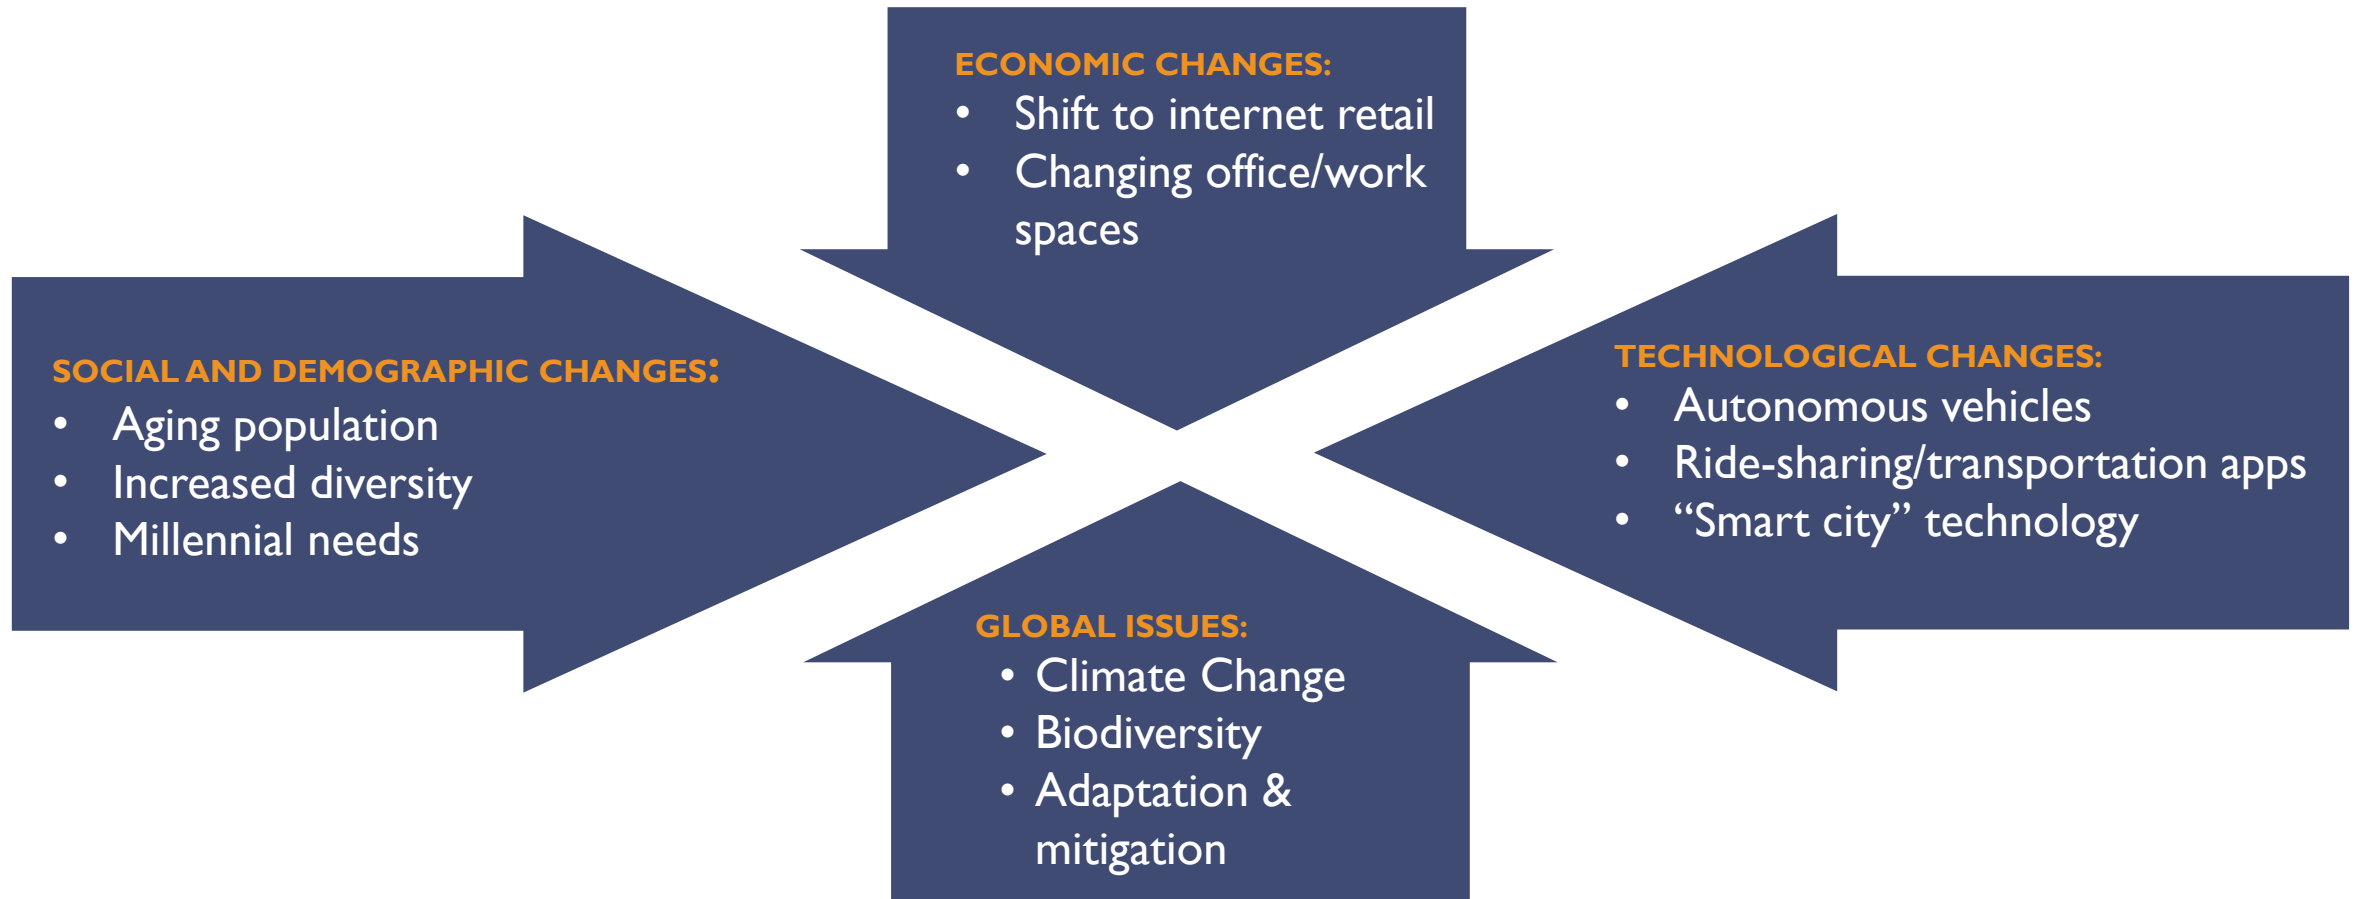 ECONOMIC CHANGES:
• Shift to internet retail
• Changing office/work
spaces
SOCIAL AND DEMOGRAPHIC CHANGES:
• Aging population
• Increased diversity
• Millennial needs
TECHNOLOGICAL CHANGES:
• Autonomous vehicles
• Ride-sharing/transportation apps
• “Smart city” technology
GLOBAL ISSUES:
• Climate Change
• Biodiversity
• Adaptation &
mitigation